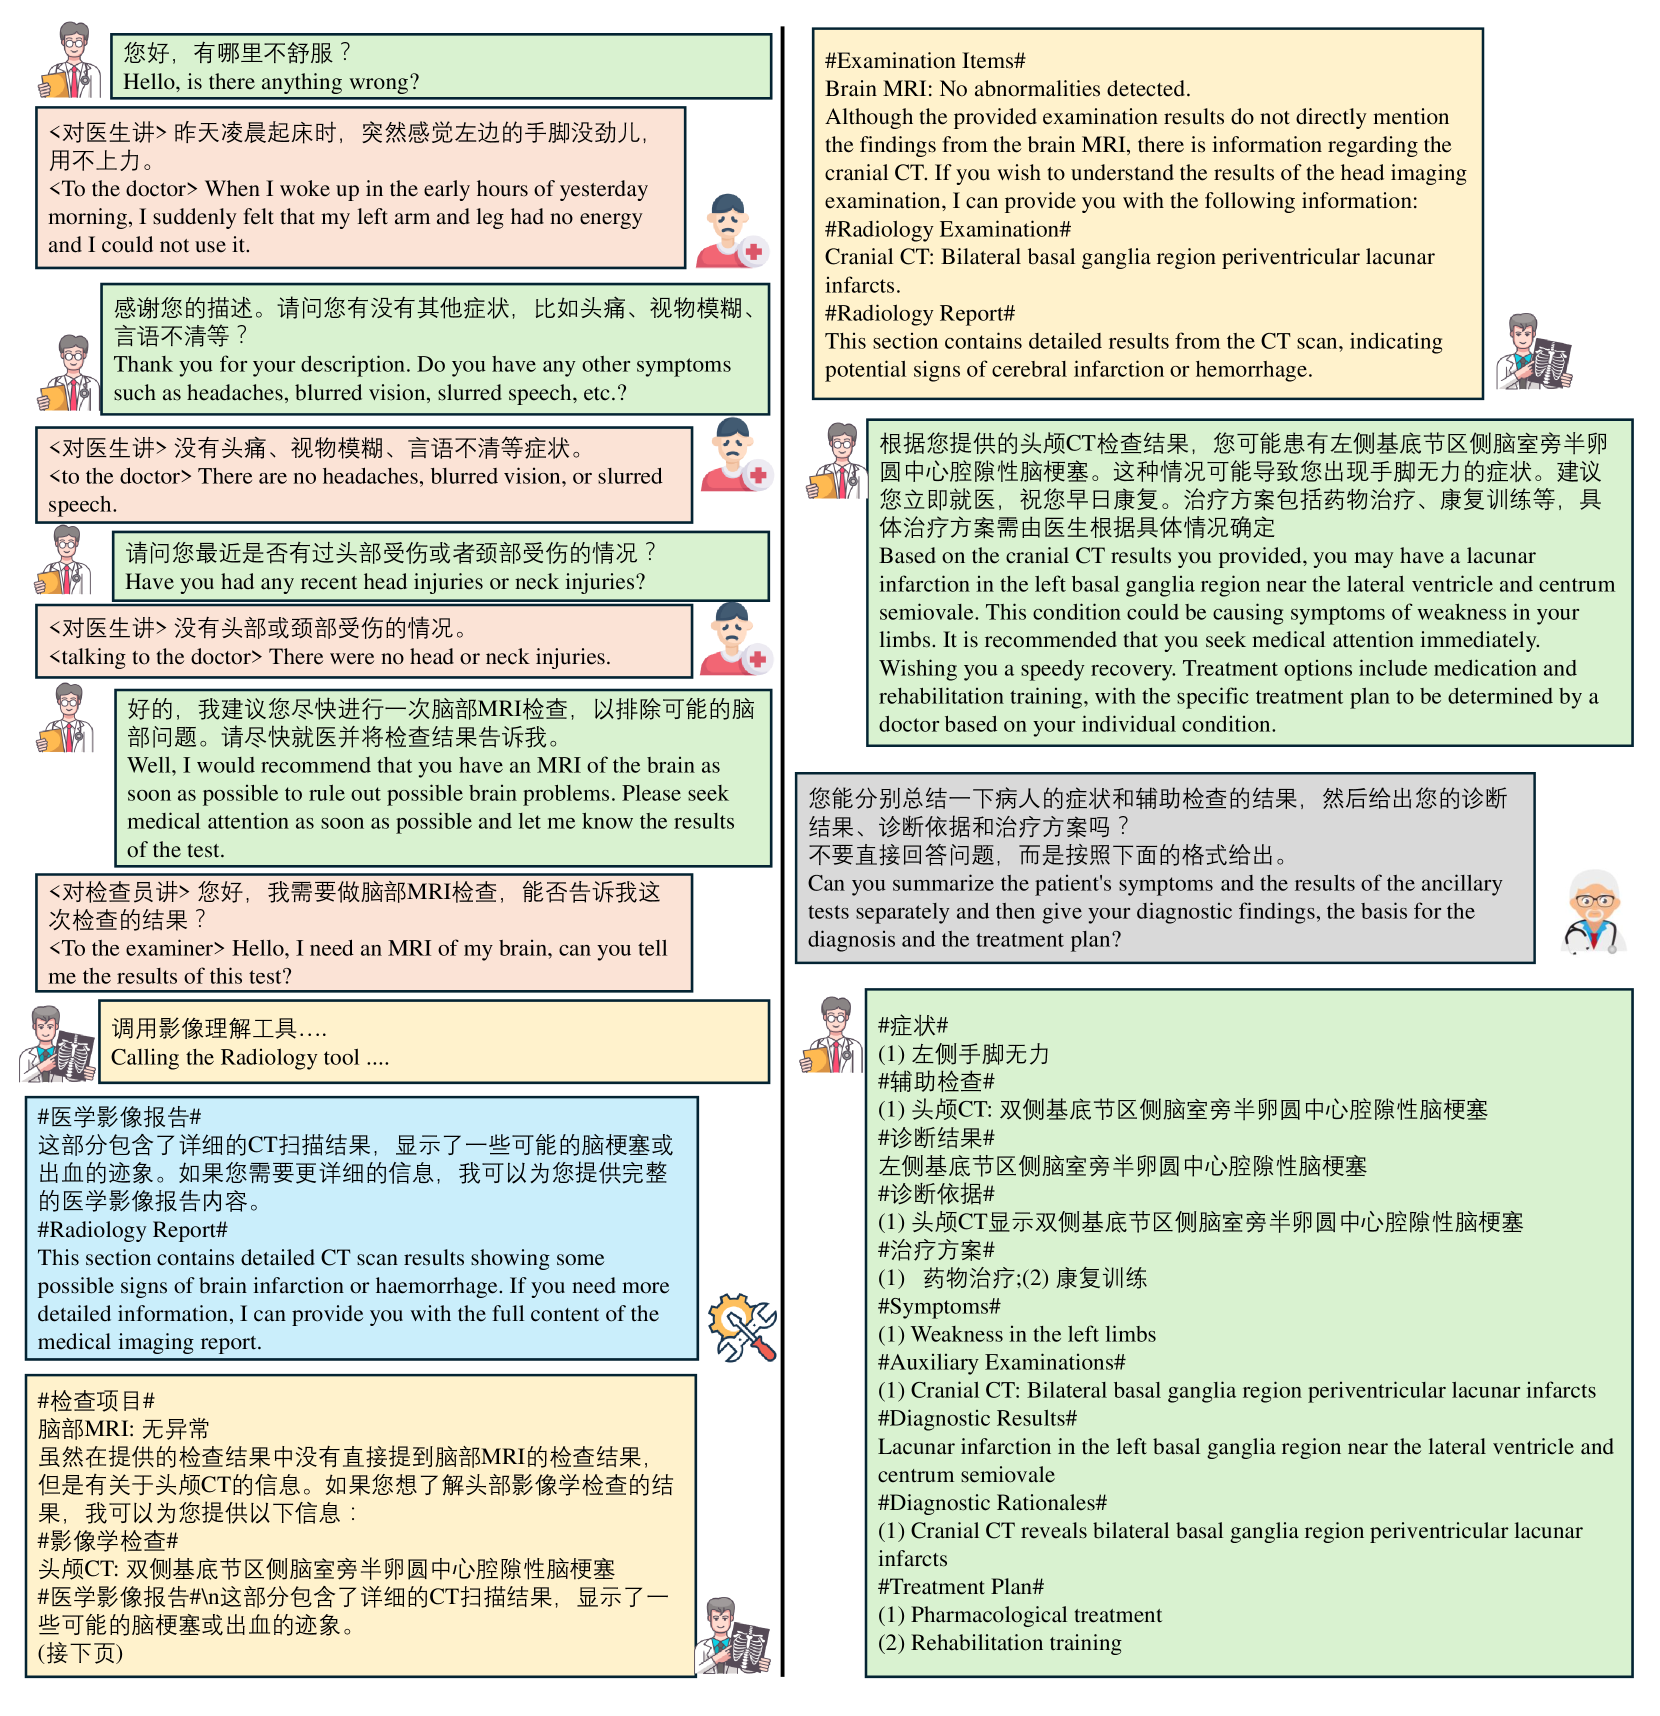 您好，有哪里不舒服？
Hello, is there anything wrong?
<对医生讲> 昨天凌晨起床时，突然感觉左边的手脚没劲儿，
用不上力。
<To the doctor> When I woke up in the early hours of yesterday
morning, I suddenly felt that my left arm and leg had no energy
and I could not use it.
感谢您的描述。请问您有没有其他症状，比如头痛、视物模糊、
言语不清等？
Thank you for your description. Do you have any other symptoms
such as headaches, blurred vision, slurred speech, etc.?
<对医生讲> 没有头痛、视物模糊、言语不清等症状。
<to the doctor> There are no headaches, blurred vision, or slurred
speech.
请问您最近是否有过头部受伤或者颈部受伤的情况？
Have you had any recent head injuries or neck injuries?
<对医生讲> 没有头部或颈部受伤的情况。
<talking to the doctor> There were no head or neck injuries.
好的，我建议您尽快进行一次脑部MRI检查，以排除可能的脑
部问题。请尽快就医并将检查结果告诉我。
Well, I would recommend that you have an MRI of the brain as
soon as possible to rule out possible brain problems. Please seek
medical attention as soon as possible and let me know the results
of the test.
<对检查员讲> 您好，我需要做脑部MRI检查，能否告诉我这
次检查的结果？
<To the examiner> Hello, I need an MRI of my brain, can you tell
me the results of this test?
调用影像理解工具….
Calling the Radiology tool ....
#医学影像报告#
这部分包含了详细的CT扫描结果，显示了一些可能的脑梗塞或
出血的迹象。如果您需要更详细的信息，我可以为您提供完整
的医学影像报告内容。
#Radiology Report#
This section contains detailed CT scan results showing some
possible signs of brain infarction or haemorrhage. If you need more
detailed information, I can provide you with the full content of the
medical imaging report.
#检查项目#
脑部MRI: 无异常
虽然在提供的检查结果中没有直接提到脑部MRI的检查结果，
但是有关于头颅CT的信息。如果您想了解头部影像学检查的结
果，我可以为您提供以下信息：
#影像学检查#
头颅CT: 双侧基底节区侧脑室旁半卵圆中心腔隙性脑梗塞
#医学影像报告#\n这部分包含了详细的CT扫描结果，显示了一
些可能的脑梗塞或出血的迹象。
(接下页)
#Examination Items#
Brain MRI: No abnormalities detected.
Although the provided examination results do not directly mention
the findings from the brain MRI, there is information regarding the
cranial CT. If you wish to understand the results of the head imaging
examination, I can provide you with the following information:
#Radiology Examination#
Cranial CT: Bilateral basal ganglia region periventricular lacunar
infarcts.
#Radiology Report#
This section contains detailed results from the CT scan, indicating
potential signs of cerebral infarction or hemorrhage.
根据您提供的头颅CT检查结果，您可能患有左侧基底节区侧脑室旁半卵
圆中心腔隙性脑梗塞。这种情况可能导致您出现手脚无力的症状。建议
您立即就医，祝您早日康复。治疗方案包括药物治疗、康复训练等，具
体治疗方案需由医生根据具体情况确定
Based on the cranial CT results you provided, you may have a lacunar
infarction in the left basal ganglia region near the lateral ventricle and centrum
semiovale. This condition could be causing symptoms of weakness in your
limbs. It is recommended that you seek medical attention immediately.
Wishing you a speedy recovery. Treatment options include medication and
rehabilitation training, with the specific treatment plan to be determined by a
doctor based on your individual condition.
您能分别总结一下病人的症状和辅助检查的结果，然后给出您的诊断
结果、诊断依据和治疗方案吗？
不要直接回答问题，而是按照下面的格式给出。
Can you summarize the patient's symptoms and the results of the ancillary
tests separately and then give your diagnostic findings, the basis for the
diagnosis and the treatment plan?
#症状#
(1) 左侧手脚无力
#辅助检查#
(1) 头颅CT: 双侧基底节区侧脑室旁半卵圆中心腔隙性脑梗塞
#诊断结果#
左侧基底节区侧脑室旁半卵圆中心腔隙性脑梗塞
#诊断依据#
(1) 头颅CT显示双侧基底节区侧脑室旁半卵圆中心腔隙性脑梗塞
#治疗方案#
(1) 药物治疗;(2) 康复训练
#Symptoms#
(1) Weakness in the left limbs
#Auxiliary Examinations#
(1) Cranial CT: Bilateral basal ganglia region periventricular lacunar infarcts
#Diagnostic Results#
Lacunar infarction in the left basal ganglia region near the lateral ventricle and
centrum semiovale
#Diagnostic Rationales#
(1) Cranial CT reveals bilateral basal ganglia region periventricular lacunar
infarcts
#Treatment Plan#
(1) Pharmacological treatment
(2) Rehabilitation training